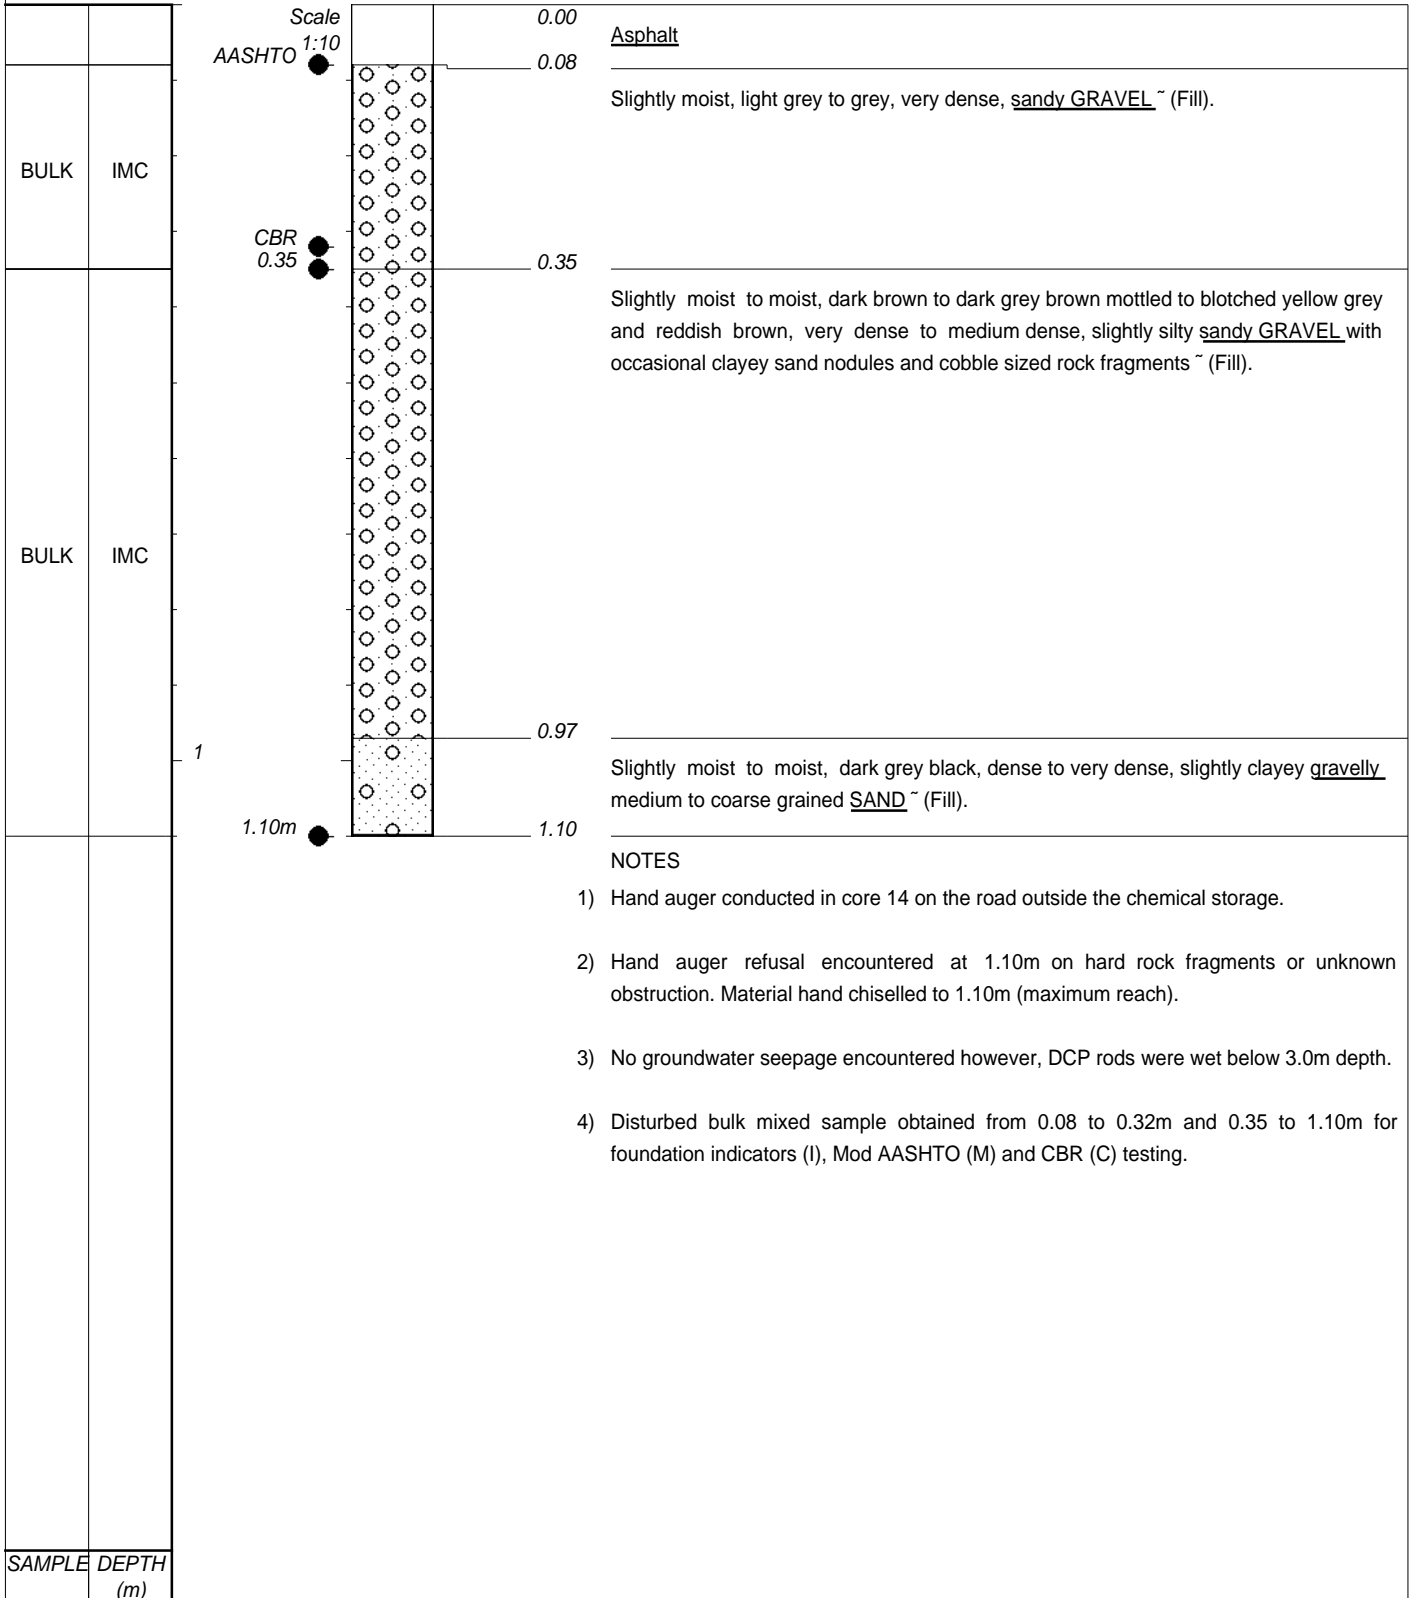 Scale
1:10
0.00
Asphalt
AASHTO
0.08
Slightly moist, light grey to grey, very dense, sandy GRAVEL ˜ (Fill).
BULK IMC
CBR
0.35
0.35
Slightly moist to moist, dark brown to dark grey brown mottled to blotched yellow grey
and reddish brown, very dense to medium dense, slightly silty sandy GRAVEL with
occasional clayey sand nodules and cobble sized rock fragments ˜ (Fill).
BULK IMC
0.97
1
Slightly moist to moist, dark grey black, dense to very dense, slightly clayey gravelly
medium to coarse grained SAND ˜ (Fill).
1.10m
1.10
NOTES
1) Hand auger conducted in core 14 on the road outside the chemical storage.
2) Hand auger refusal encountered at 1.10m on hard rock fragments or unknown
obstruction. Material hand chiselled to 1.10m (maximum reach).
3) No groundwater seepage encountered however, DCP rods were wet below 3.0m depth.
4) Disturbed bulk mixed sample obtained from 0.08 to 0.32m and 0.35 to 1.10m for
foundation indicators (I), Mod AASHTO (M) and CBR (C) testing.
SAMPLE DEPTH
(m)